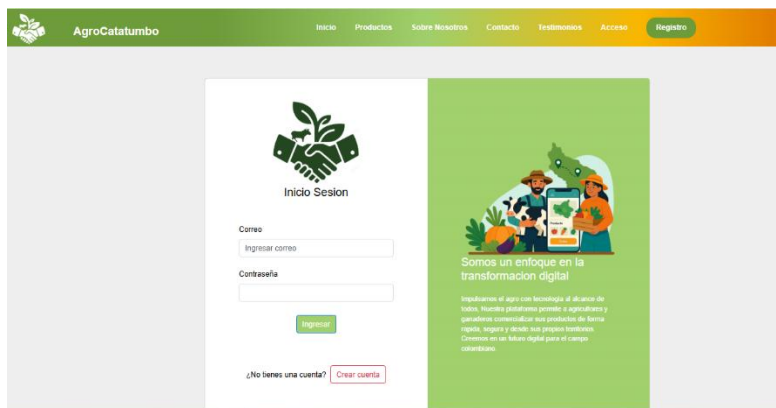 AgroCatatumbo
Inicio Productos Sobre Nosotros Contacto Testimonios Acceso Registro
Inicio Sesion
Correo
Ingresar correo
Contraseña
Ingresar
¿No tienes una cuenta? Crear cuenta
Somos un enfoque en la
transformacion digital
Impulsamos el agro con tecnología al alcance de
todos, Nuestra plataforma permite a agricultores y
ganaderos comercializar sus productos de forma
rapida, segura y desde sus propios territorios.
Creemos en un futuro digital para el campo
colombiano.